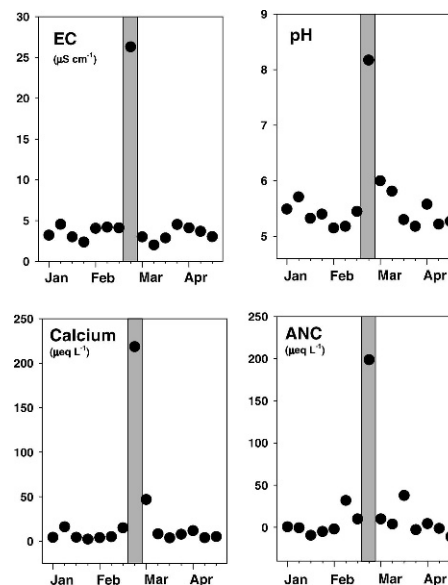 EC
(µS cm⁻¹)
30
25
20
15
10
5
0
Jan Feb Mar Apr
pH
9
8
7
6
5
Jan Feb Mar Apr
Calcium
(µeq L⁻¹)
250
200
150
100
50
0
Jan Feb Mar Apr
ANC
(µeq L⁻¹)
250
200
150
100
50
0
Jan Feb Mar Apr